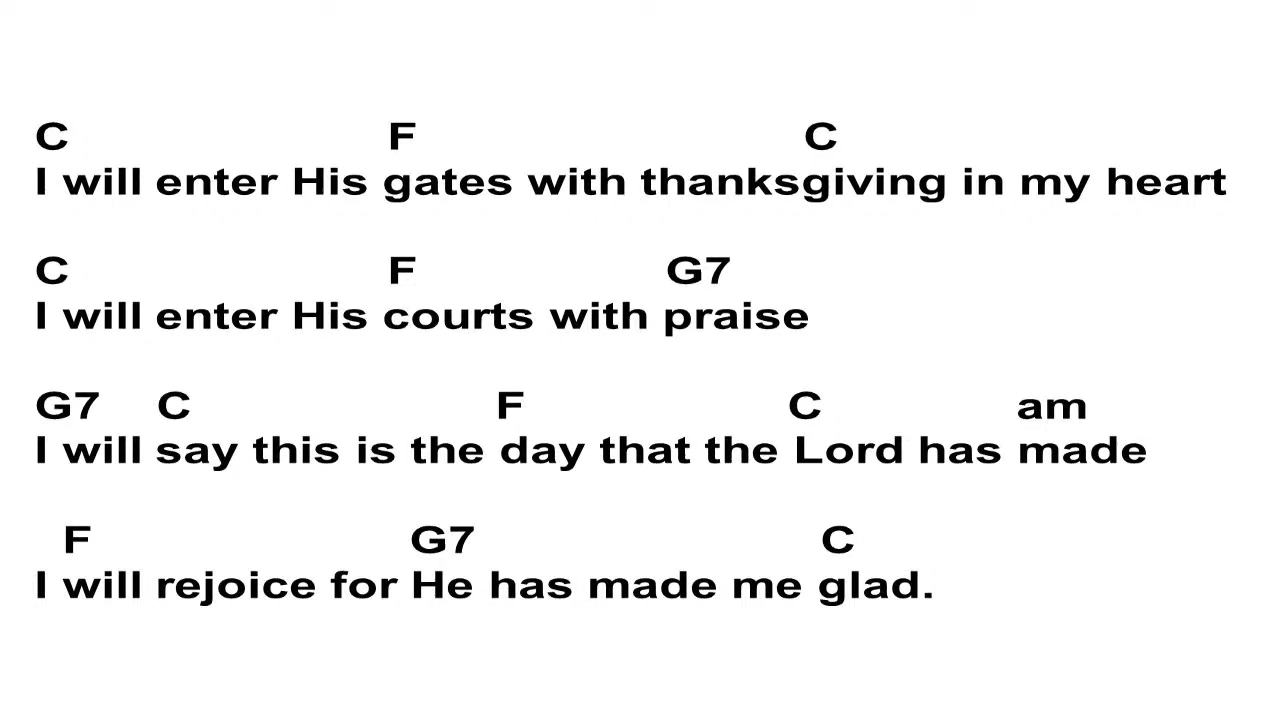 C F C
I will enter His gates with thanksgiving in my heart
C F G7
I will enter His courts with praise
G7 C F C am
I will say this is the day that the Lord has made
F G7 C
I will rejoice for He has made me glad.